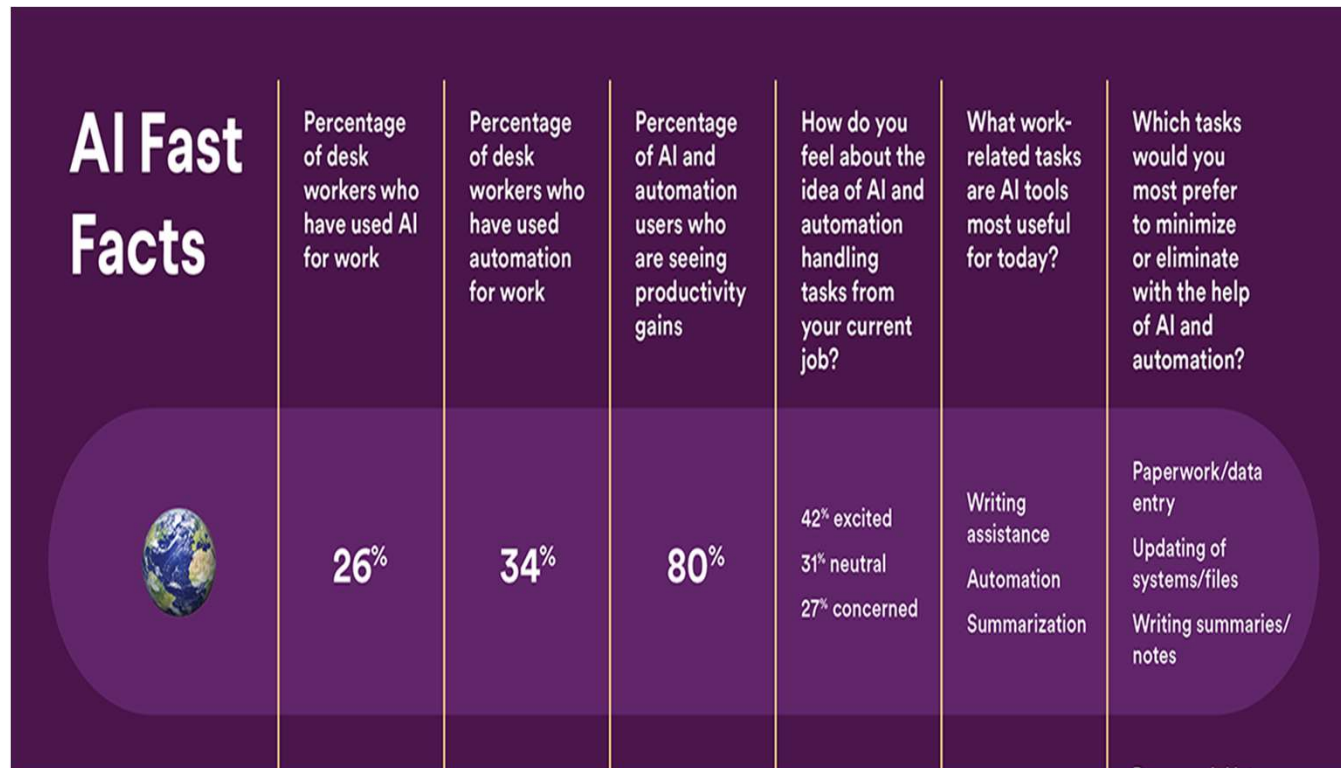 AI Fast
Facts
Percentage
of desk
workers who
have used AI
for work
Percentage
of desk
workers who
have used
automation
for work
Percentage
of AI and
automation
users who
are seeing
productivity
gains
How do you
feel about the
idea of AI and
automation
handling
tasks from
your current
job?
What work-
related tasks
are AI tools
most useful
for today?
Which tasks
would you
most prefer
to minimize
or eliminate
with the help
of AI and
automation?
26%
34%
80%
42% excited
31% neutral
27% concerned
Writing
assistance
Automation
Summarization
Paperwork/data
entry
Updating of
systems/files
Writing summaries/
notes